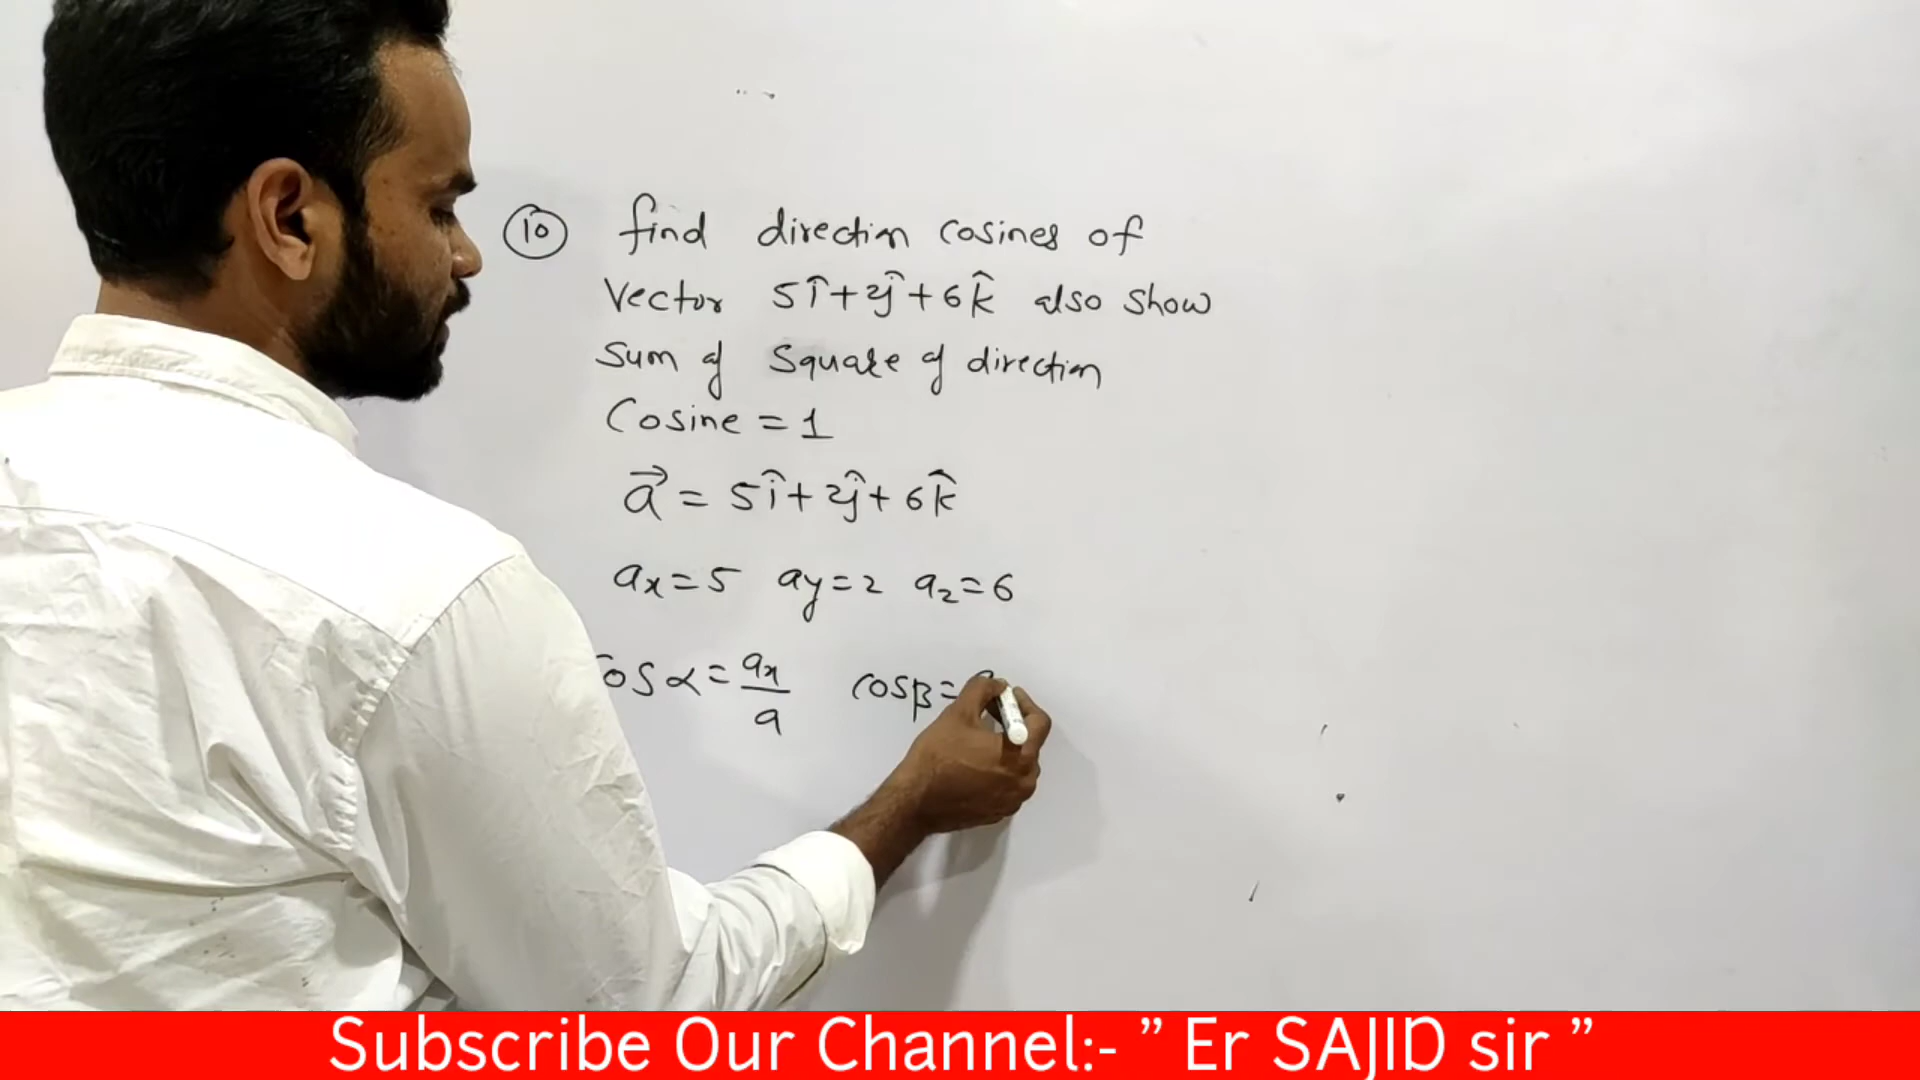 10 find direction cosines of
Vector 5î+2ĵ+6k̂ also show
Sum of Square of direction
Cosine = 1
a⃗ = 5î+2ĵ+6k̂
ax=5 ay=2 az=6
os α = ax/a cosβ =
Subscribe Our Channel:- ” Er SAJID sir ”